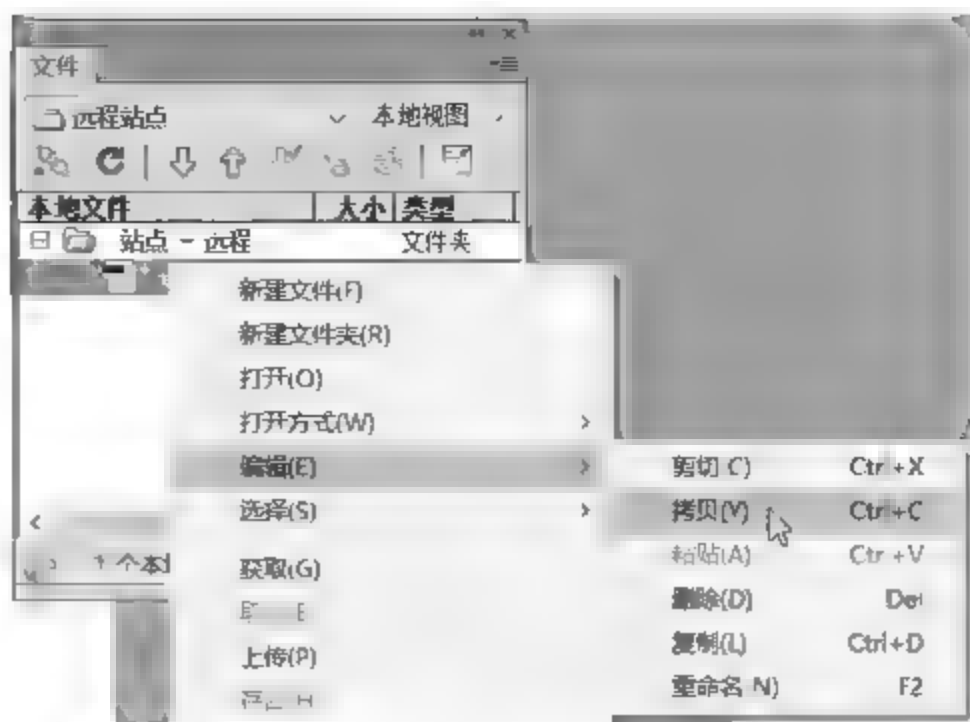 文件
远程站点 本地视图
本地文件 大小 类型
站点 - 远程 文件夹
新建文件(F)
新建文件夹(R)
打开(O)
打开方式(W)
编辑(E)
选择(S)
获取(G)
上传(P)
剪切 C) Ctrl+X
拷贝(Y) Ctrl+C
粘贴(A) Ctrl+V
删除(D) Del
复制(L) Ctrl+D
重命名 N) F2